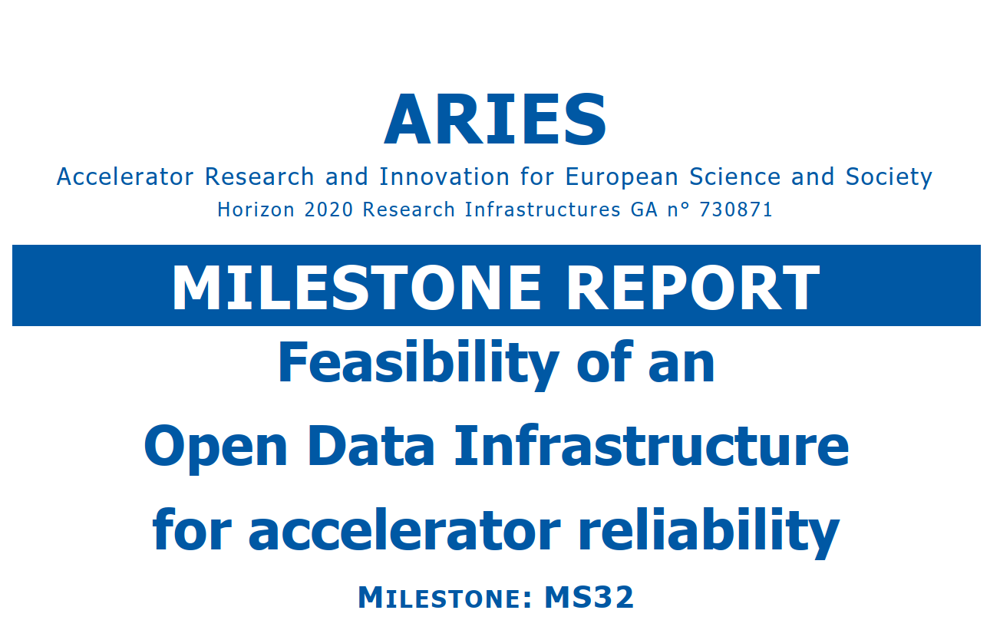 ARIES
Accelerator Research and Innovation for European Science and Society
Horizon 2020 Research Infrastructures GA n° 730871
MILESTONE REPORT
Feasibility of an
Open Data Infrastructure
for accelerator reliability
MILESTONE: MS32